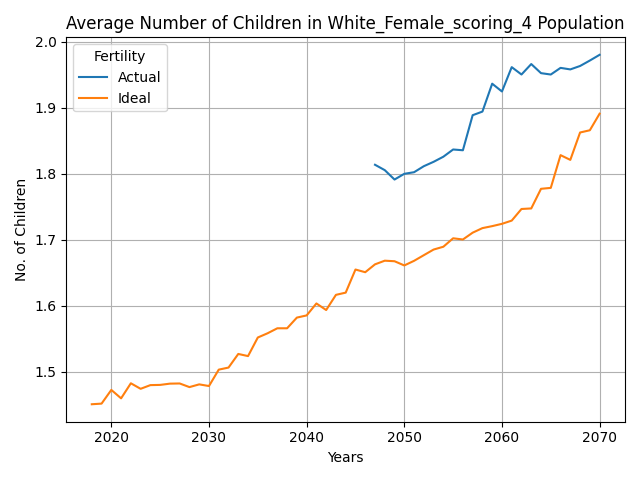 Average Number of Children in White_Female_scoring_4 Population
Fertility
Actual
Ideal
No. of Children
2.0
1.9
1.8
1.7
1.6
1.5
2020
2030
2040
2050
2060
2070
Years